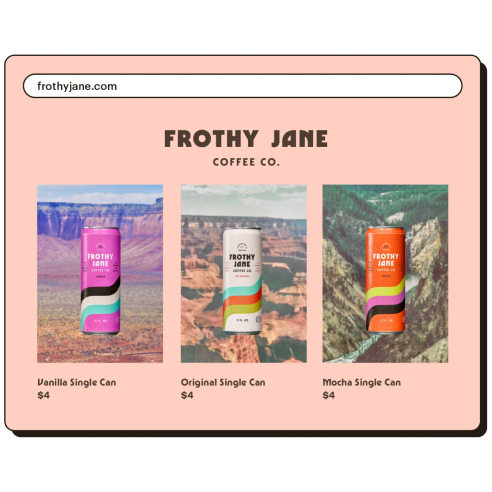 frothyjane.com
FROTHY JANE
COFFEE CO.
FROTHY
JANE
COFFEE CO.
FROTHY
JANE
COFFEE CO.
FROTHY
JANE
COFFEE CO.
Vanilla Single Can
$4
Original Single Can
$4
Mocha Single Can
$4